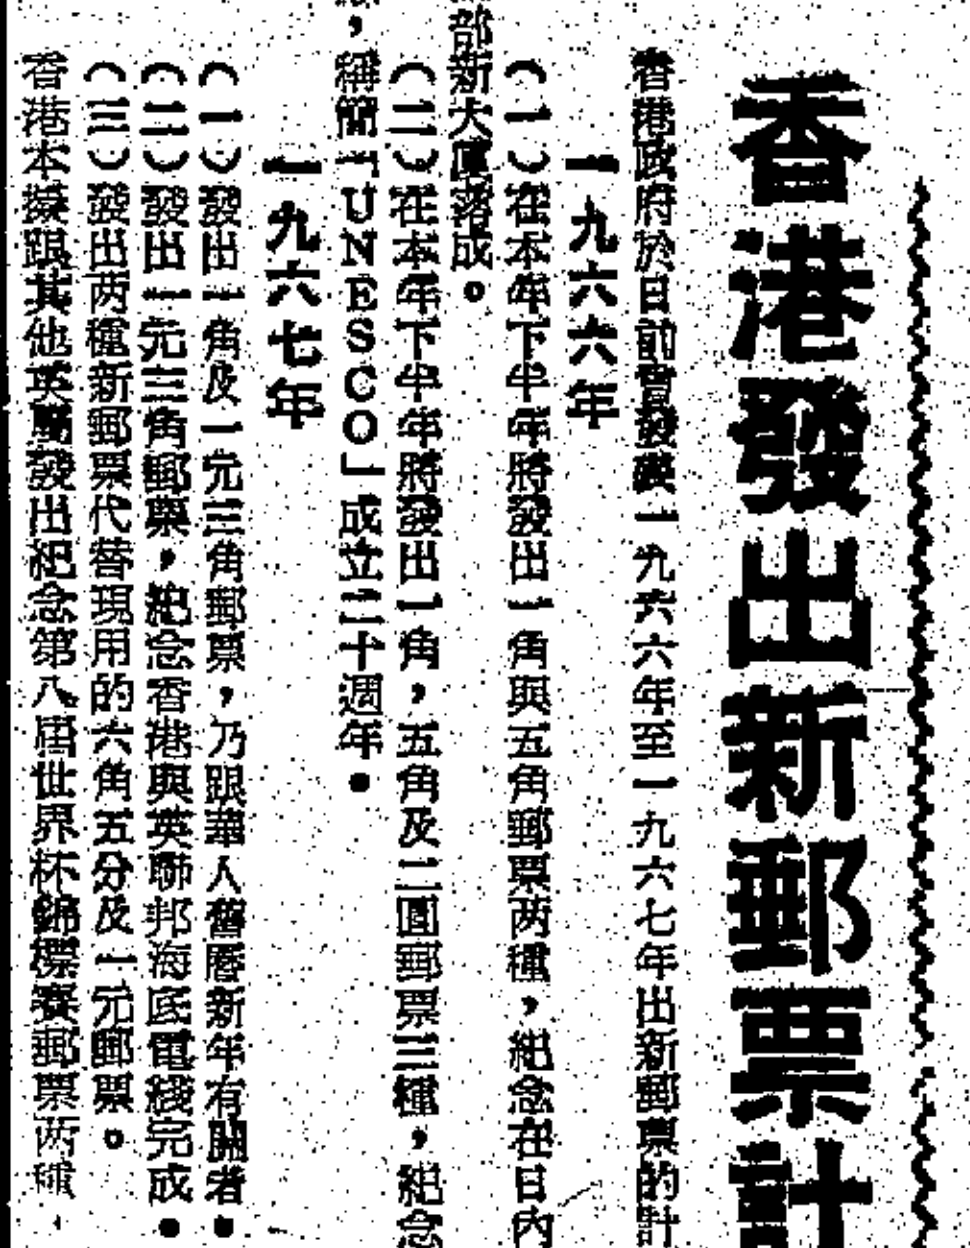 香港發出新郵票計
香港政府於日前曾發表一九六六年至一九六七年出新郵票的計
一九六六年
(一)在本年下半年將發出一角與五角郵票两種，紀念在日內
部新大廈落成。
(二)在本年下半年將發出一角，五角及二圓郵票三種，紀念
，稱簡「UNESCO」成立二十週年．
一九六七年
(一)發出一角及一元三角郵票，乃跟華人舊曆新年有關者．
(二)發出一元三角郵票，紀念香港與英聯邦海底電綫完成．
(三)發出两種新郵票代替現用的六角五分及一元郵票。
香港本擬跟其他英屬發出紀念第八屆世界杯錦標賽郵票两種，